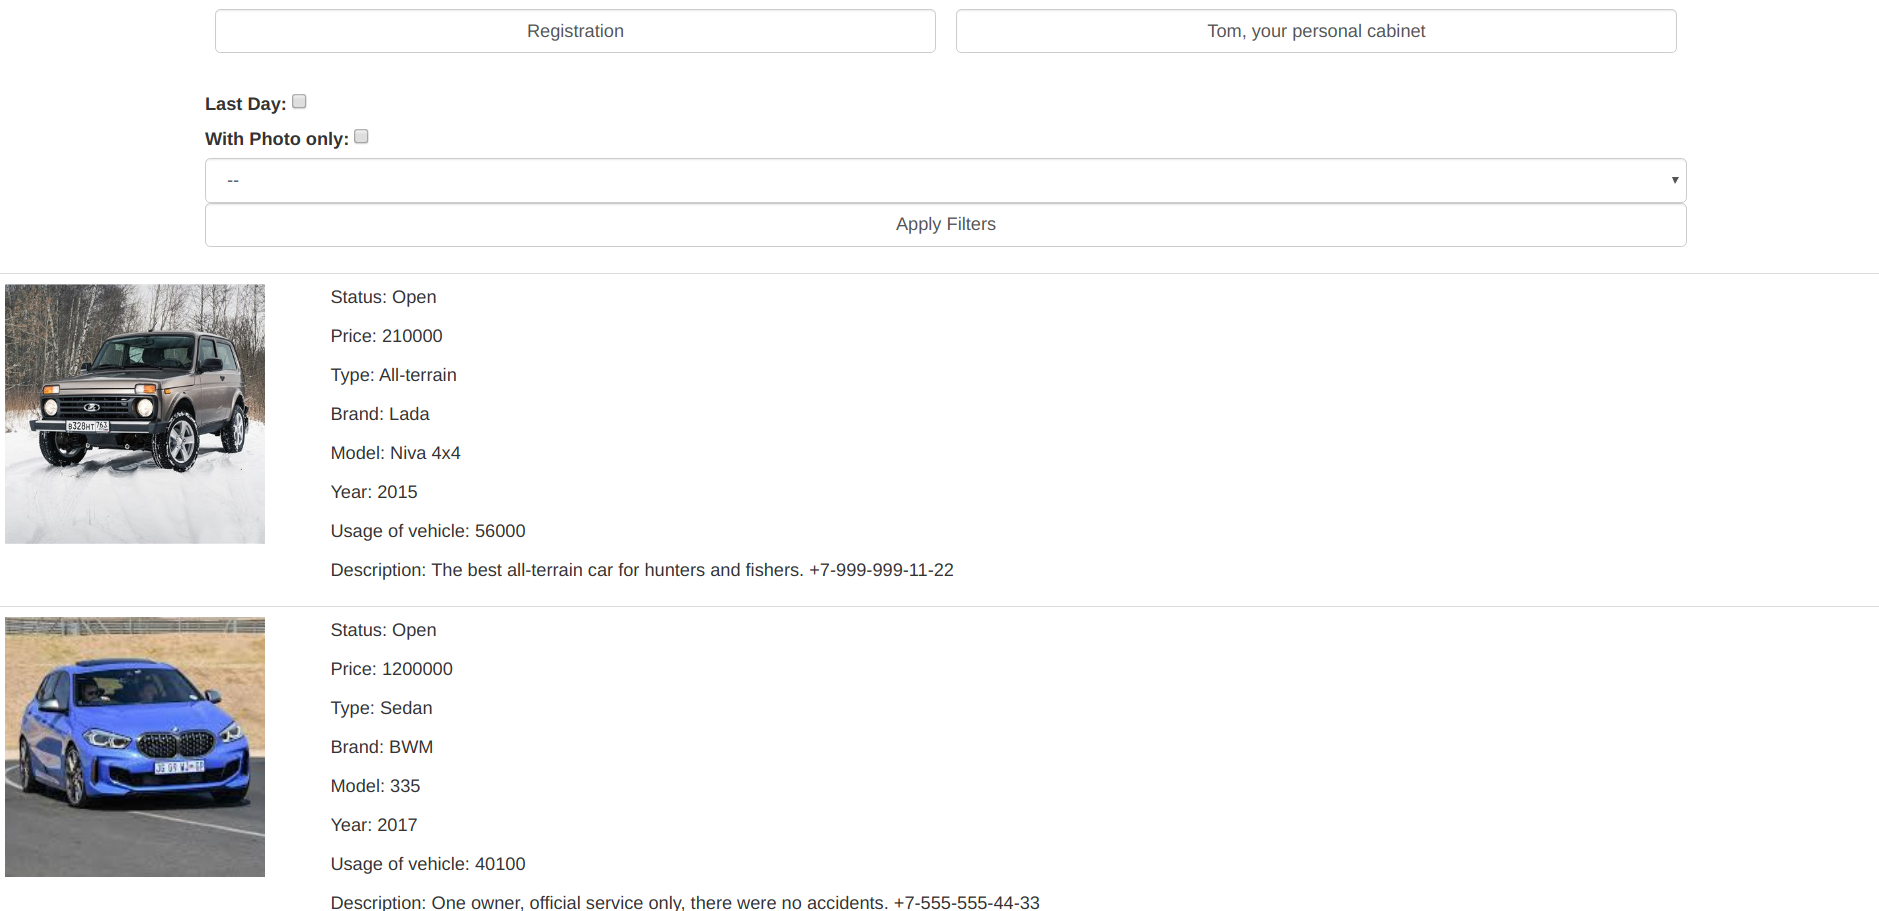 Registration
Tom, your personal cabinet
Last Day:
With Photo only:
--
Apply Filters
Status: Open
Price: 210000
Type: All-terrain
Brand: Lada
Model: Niva 4x4
Year: 2015
Usage of vehicle: 56000
Description: The best all-terrain car for hunters and fishers. +7-999-999-11-22
в328нт 763
Status: Open
Price: 1200000
Type: Sedan
Brand: BWM
Model: 335
Year: 2017
Usage of vehicle: 40100
Description: One owner, official service only, there were no accidents. +7-555-555-44-33